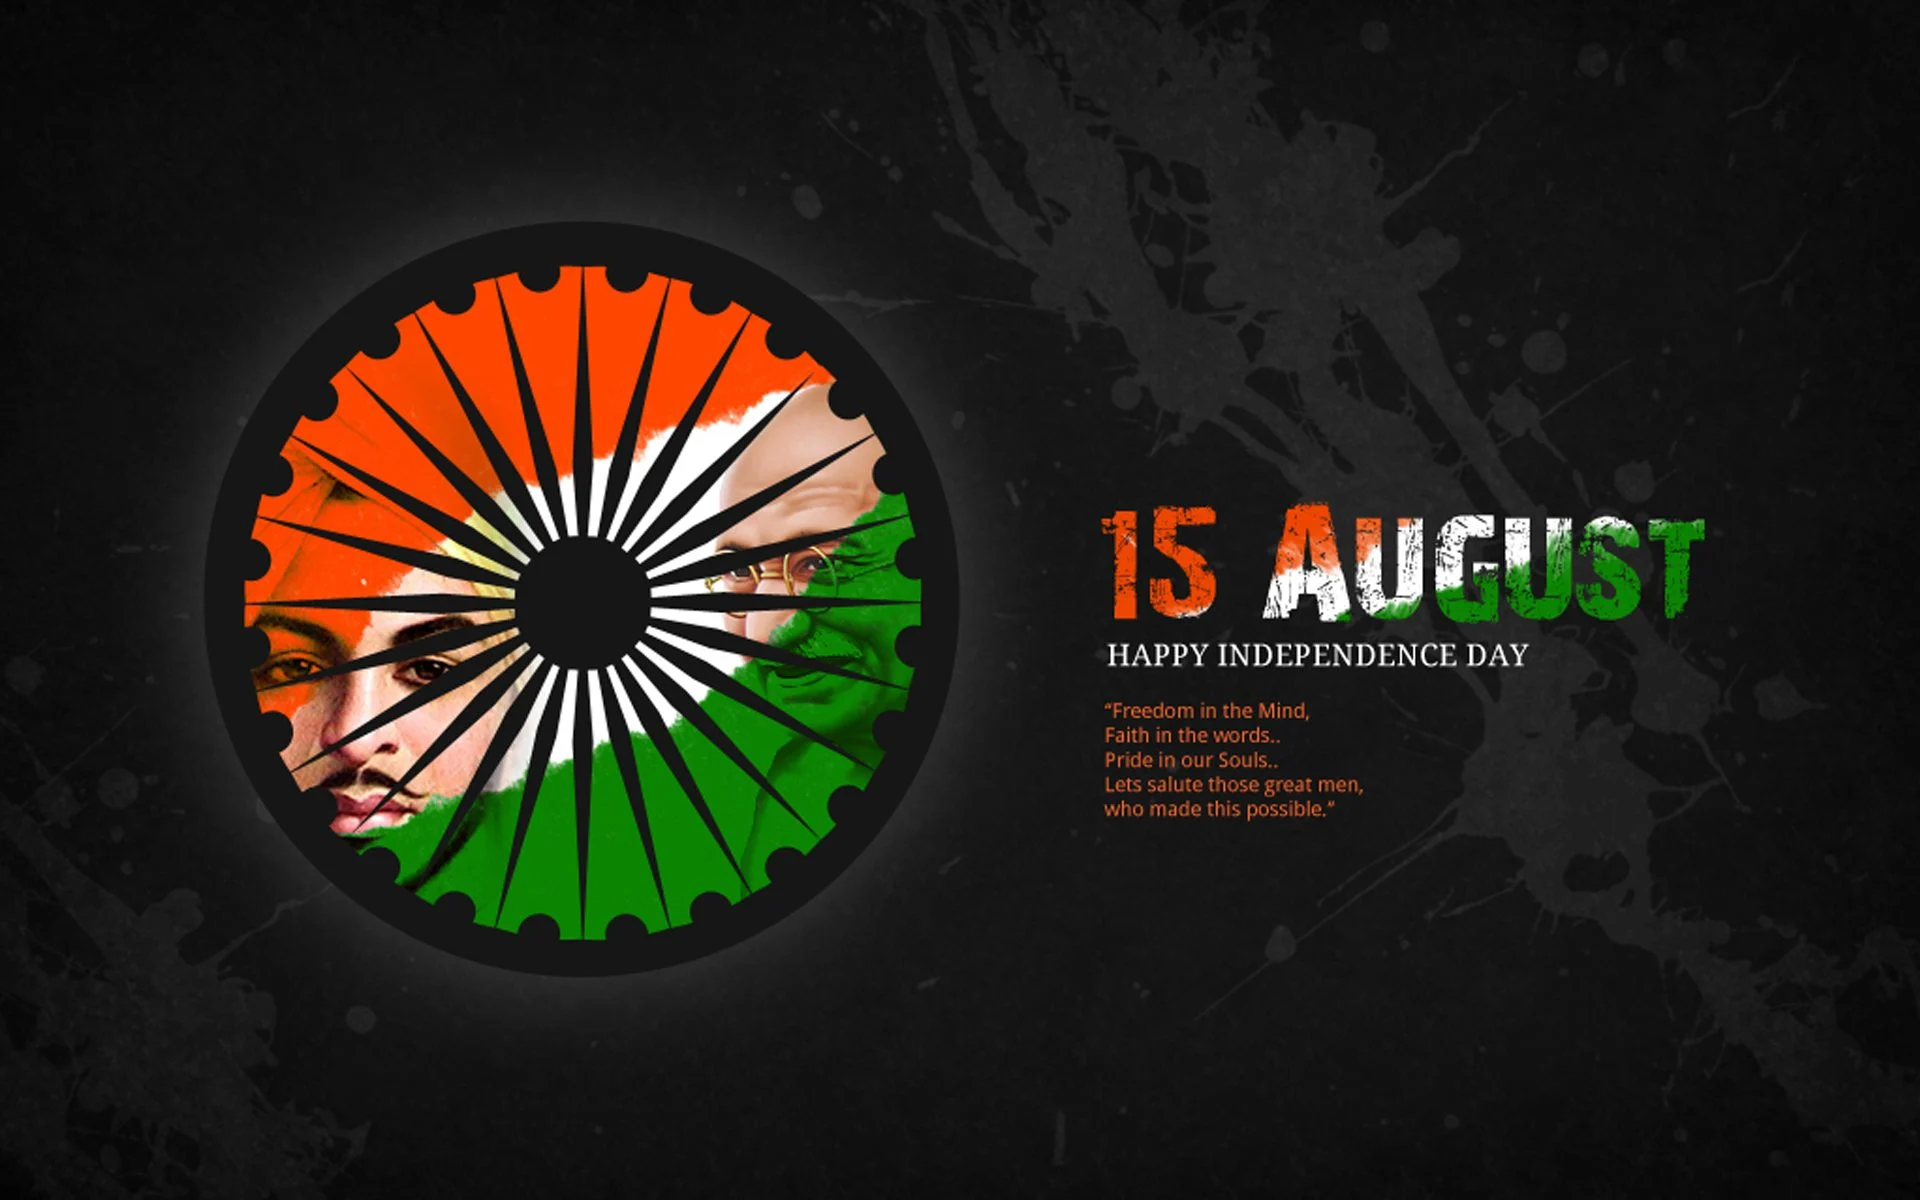 15 August
HAPPY INDEPENDENCE DAY
“Freedom in the Mind,
Faith in the words..
Pride in our Souls..
Lets salute those great men,
who made this possible.”